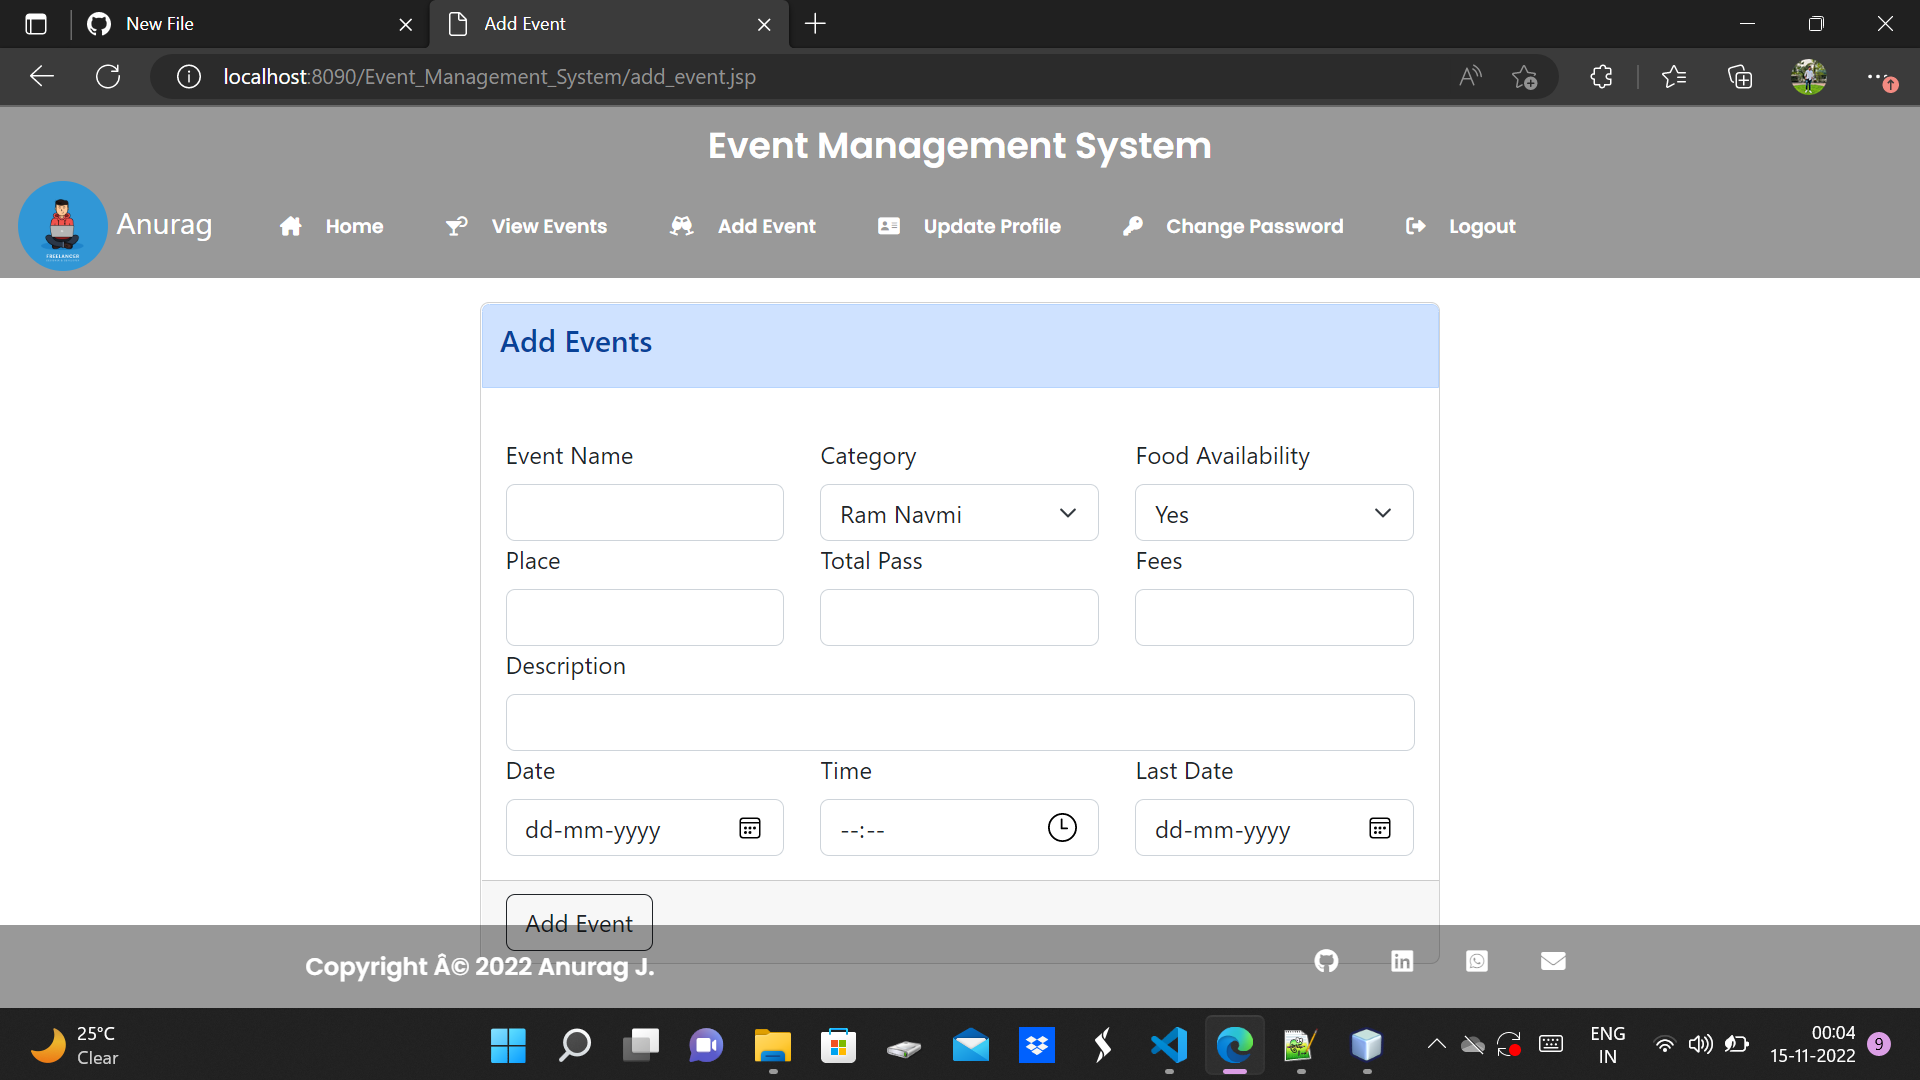 New File
Add Event
localhost:8090/Event_Management_System/add_event.jsp
Event Management System
FREELANCER
Anurag
Home
View Events
Add Event
Update Profile
Change Password
Logout
Add Events
Event Name
Category
Food Availability
Ram Navmi
Yes
Place
Total Pass
Fees
Description
Date
Time
Last Date
dd-mm-yyyy
--:--
dd-mm-yyyy
Add Event
Copyright Â© 2022 Anurag J.
25°C
Clear
ENG
IN
00:04
15-11-2022
9